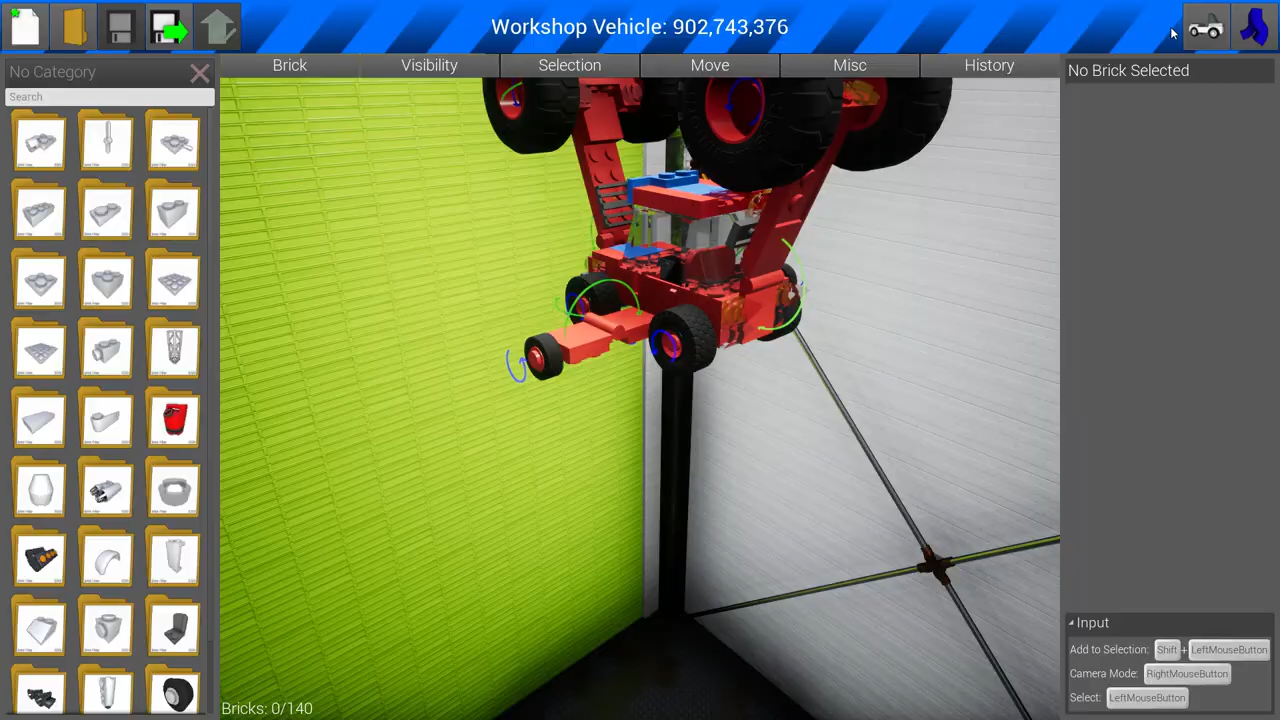 Workshop Vehicle: 902,743,376
No Category
Search
Brick
Visibility
Selection
Move
Misc
History
No Brick Selected
Input
Add to Selection: Shift + LeftMouseButton
Camera Mode: RightMouseButton
Select: LeftMouseButton
Bricks: 0/140